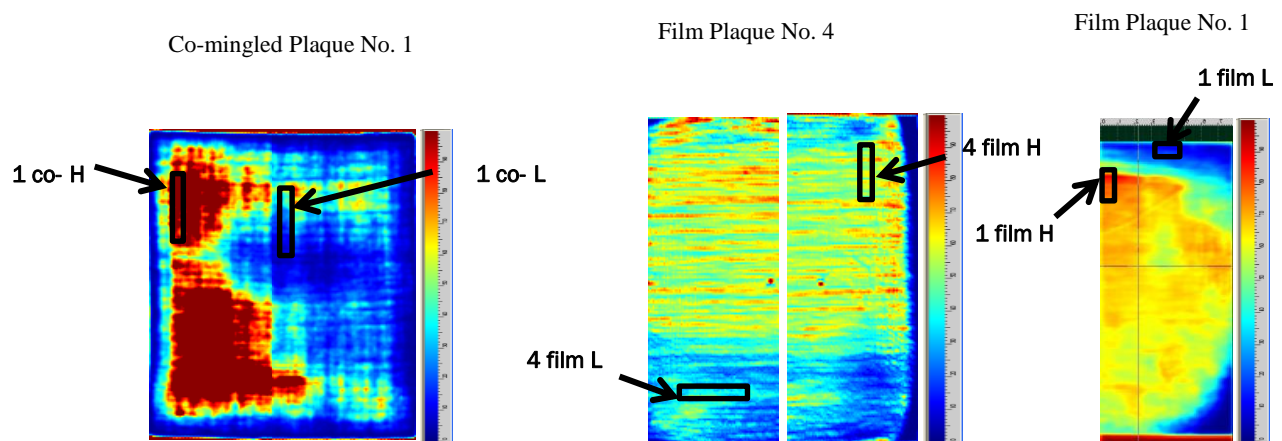 Co-mingled Plaque No. 1
Film Plaque No. 4
Film Plaque No. 1
1 film L
1 co- H
1 co- L
4 film H
1 film H
4 film L